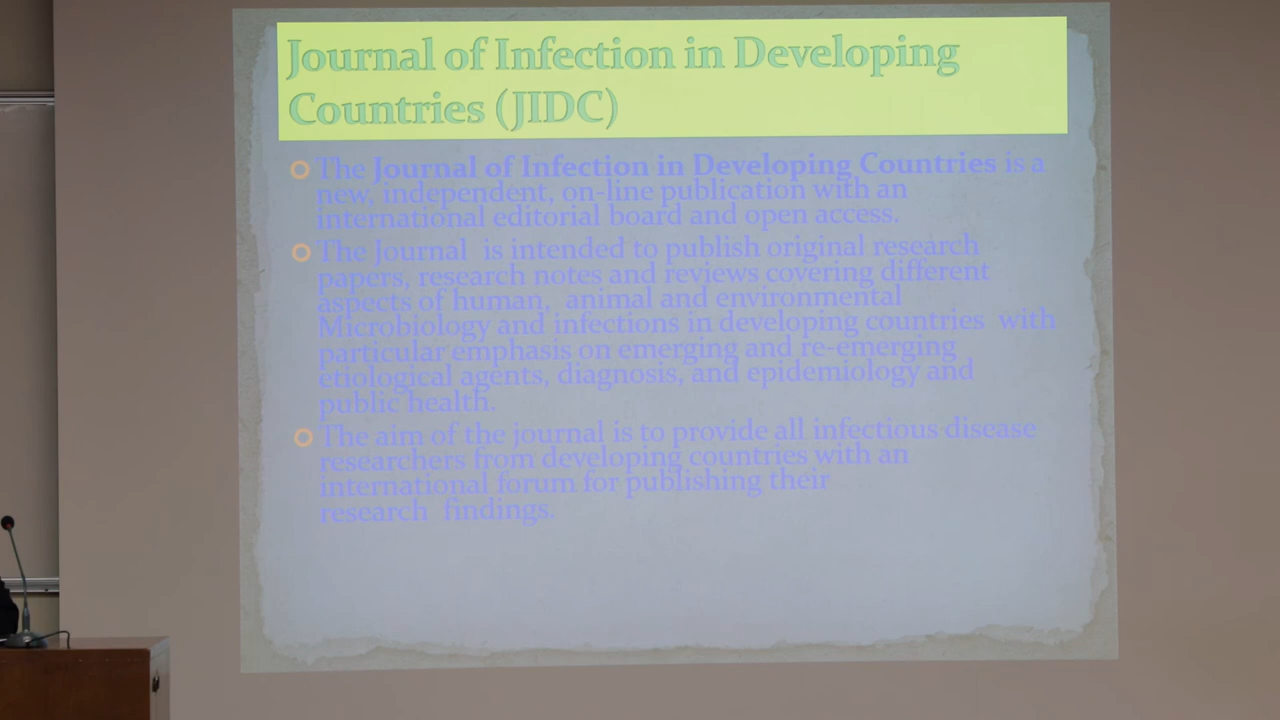 Journal of Infection in Developing
Countries (JIDC)
The Journal of Infection in Developing Countries is a
new, independent, on-line publication with an
international editorial board and open access.
The Journal is intended to publish original research
papers, research notes and reviews covering different
aspects of human, animal and environmental
Microbiology and infections in developing countries with
particular emphasis on emerging and re-emerging
etiological agents, diagnosis, and epidemiology and
public health.
The aim of the journal is to provide all infectious disease
researchers from developing countries with an
international forum for publishing their
research findings.